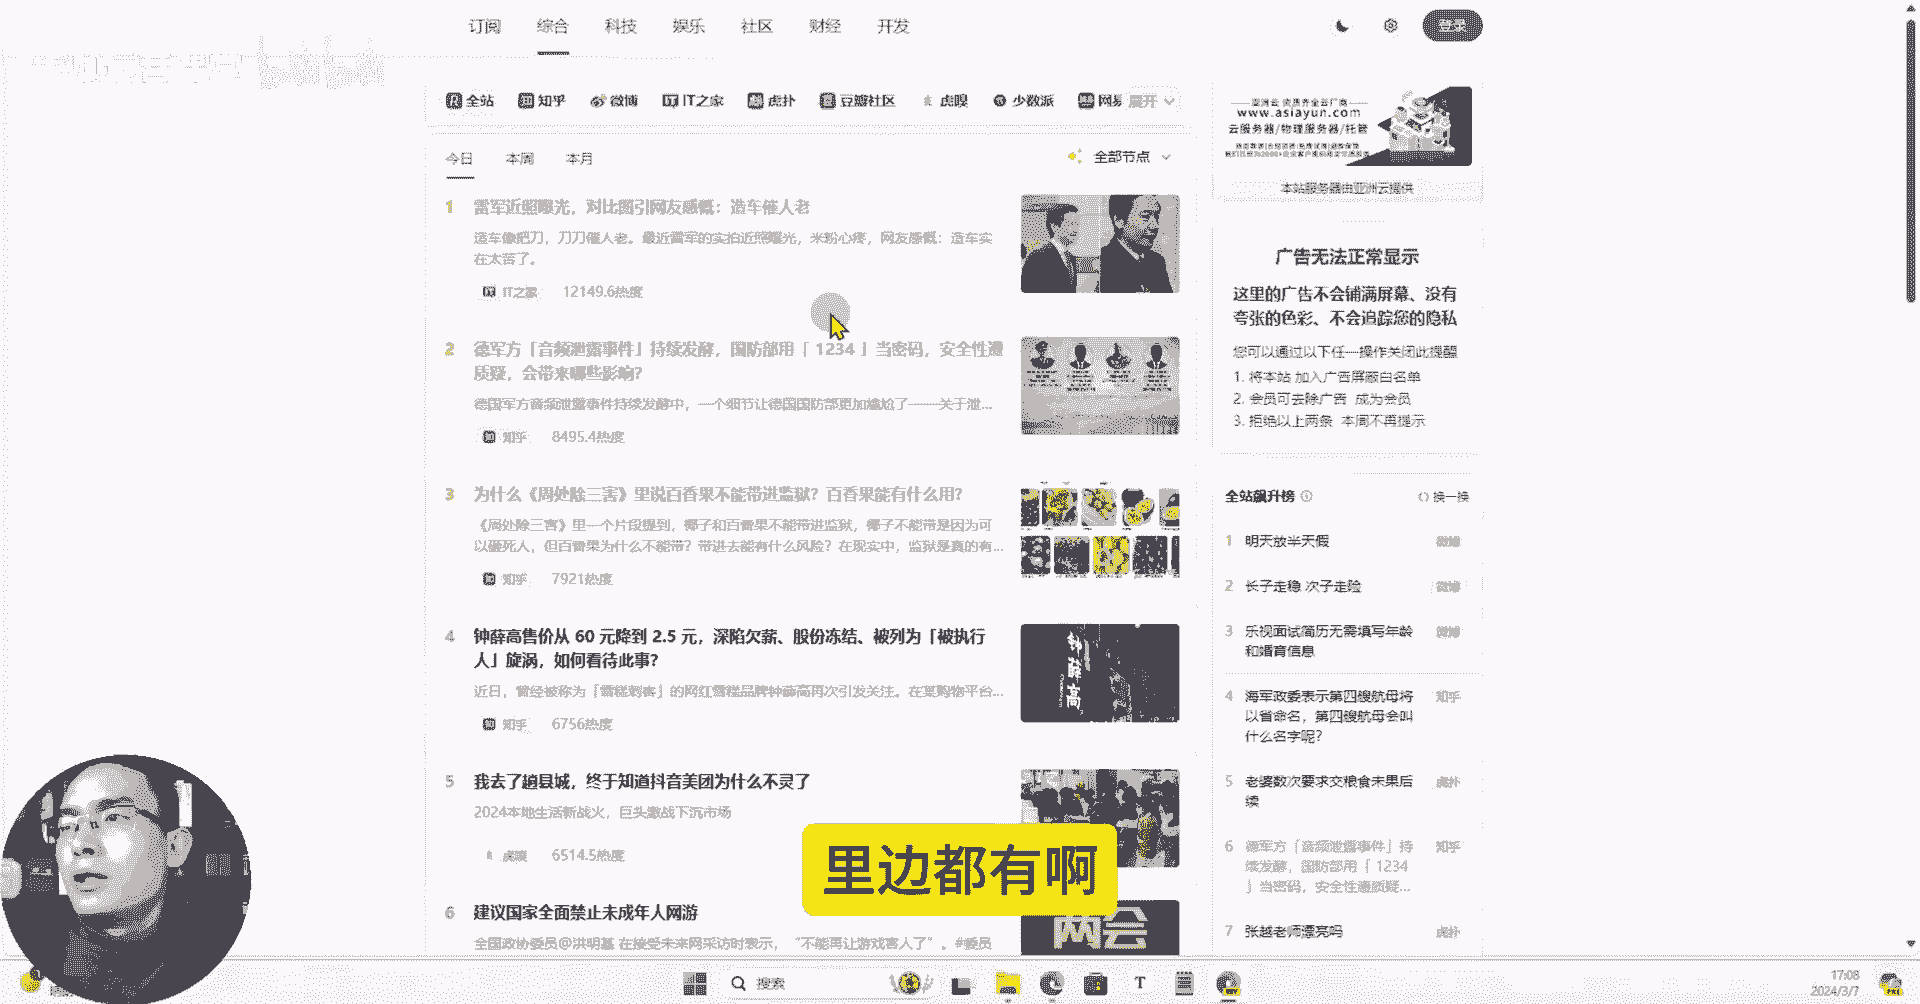 订阅 综合 科技 娱乐 社区 财经 开发
登录
全站 知乎 微博 IT之家 虎扑 豆瓣社区 虎嗅 少数派 网易 展开
今日 本周 本月
全部节点
1 雷军近照曝光，对比图引网友感慨：造车催人老
造车像把刀，刀刀催人老。最近雷军的实拍近照曝光，米粉心疼，网友感慨：造车实
在太苦了。
IT之家 12149.6热度
2 德军方「音频泄露事件」持续发酵，国防部用「 1234 」当密码，安全性遭
质疑，会带来哪些影响？
德国军方音频泄露事件持续发酵中，一个细节让德国国防部更加尴尬了——关于泄...
知乎 8495.4热度
3 为什么《周处除三害》里说百香果不能带进监狱？百香果能有什么用？
《周处除三害》里一个片段提到，椰子和百香果不能带进监狱，椰子不能带是因为可
以砸死人，但百香果为什么不能带？带进去能有什么风险？在现实中，监狱是真的有...
知乎 7921热度
4 钟薛高售价从 60 元降到 2.5 元，深陷欠薪、股份冻结、被列为「被执行
人」旋涡，如何看待此事？
近日，曾经被称为「雪糕刺客」的网红雪糕品牌钟薛高再次引发关注。在某购物平台...
知乎 6756热度
钟薛高
5 我去了趟县城，终于知道抖音美团为什么不灵了
2024本地生活新战火，巨头激战下沉市场
虎嗅 6514.5热度
6 建议国家全面禁止未成年人网游
全国政协委员@洪明基 在接受未来网采访时表示，“不能再让游戏害人了”。#委员
两会
里边都有啊
www.asiayun.com
云服务器/物理服务器/托管
本站服务器由亚洲云提供
广告无法正常显示
这里的广告不会铺满屏幕、没有
夸张的色彩、不会追踪您的隐私
您可以通过以下任一操作关闭此提醒
1. 将本站 加入广告屏蔽白名单
2. 会员可去除广告 成为会员
3. 拒绝以上两条 本周不再提示
全站飙升榜 换一换
1 明天放半天假 微博
2 长子走稳 次子走险 微博
3 乐视面试简历无需填写年龄 微博
和婚育信息
4 海军政委表示第四艘航母将 知乎
以省命名，第四艘航母会叫
什么名字呢？
5 老婆数次要求交粮食未果后 虎扑
续
6 德军方「音频泄露事件」持 知乎
续发酵，国防部用「 1234
」当密码，安全性遭质疑...
7 张越老师漂亮吗 虎扑
搜索
17:08
2024/3/7